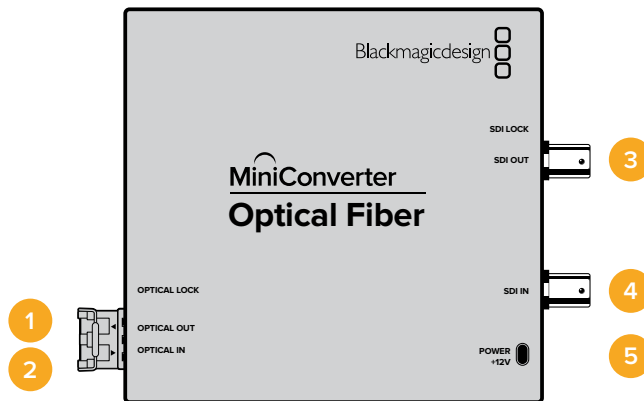 Blackmagicdesign
SDI LOCK
3
SDI OUT
MiniConverter
Optical Fiber
OPTICAL LOCK
SDI IN
4
1
OPTICAL OUT
2
OPTICAL IN
POWER
+12V
5